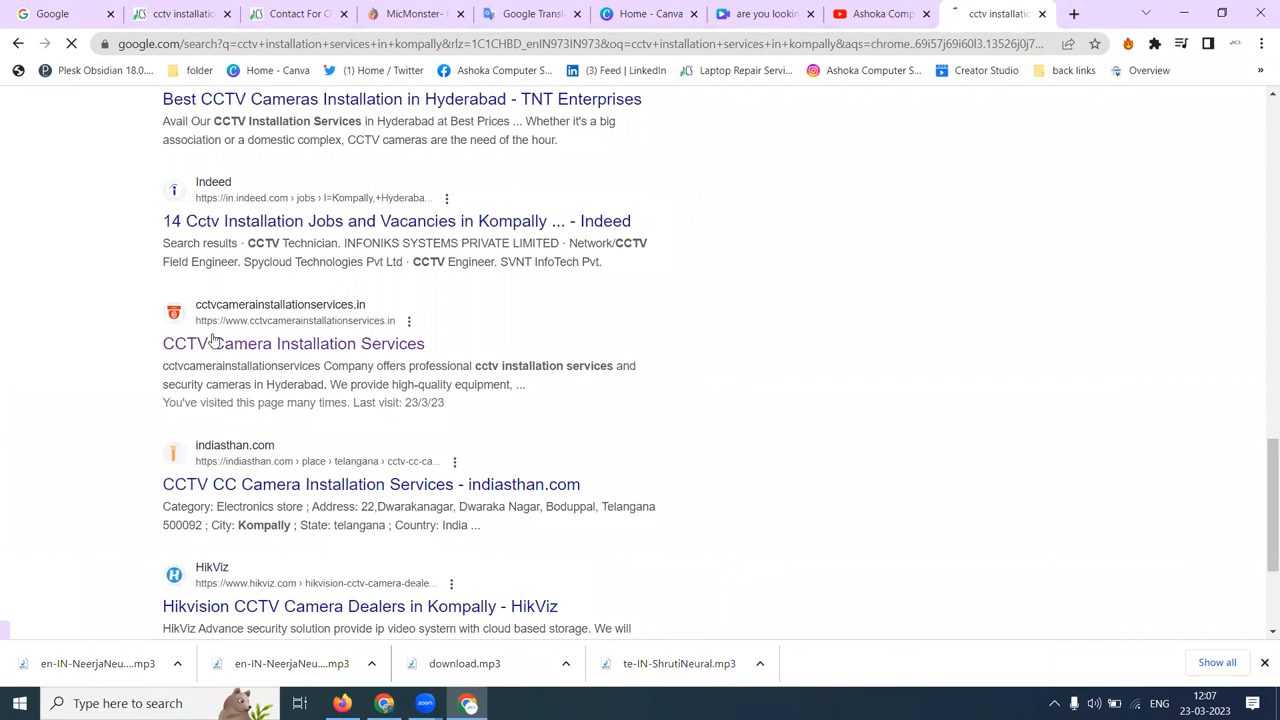 Google
cctv installati
Contact For C
MicMonster-
Google Transl
Home - Canva
are you lookin
Ashoka Comp
cctv installatio
google.com/search?q=cctv+installation+services+in+kompally&rlz=1C1CHBD_enIN973IN973&oq=cctv+installation+services+in+kompally&aqs=chrome..69i57j69i60l3.13526j0j7...
Plesk Obsidian 18.0....
folder
Home - Canva
(1) Home / Twitter
Ashoka Computer S...
(3) Feed | LinkedIn
Laptop Repair Servi...
Ashoka Computer S...
Creator Studio
back links
Overview
»
Best CCTV Cameras Installation in Hyderabad - TNT Enterprises
Avail Our CCTV Installation Services in Hyderabad at Best Prices ... Whether it's a big
association or a domestic complex, CCTV cameras are the need of the hour.
Indeed
https://in.indeed.com › jobs › l=Kompally,+Hyderaba...
14 Cctv Installation Jobs and Vacancies in Kompally ... - Indeed
Search results · CCTV Technician. INFONIKS SYSTEMS PRIVATE LIMITED · Network/CCTV
Field Engineer. Spycloud Technologies Pvt Ltd · CCTV Engineer. SVNT InfoTech Pvt.
cctvcamerainstallationservices.in
https://www.cctvcamerainstallationservices.in
CCTV Camera Installation Services
cctvcamerainstallationservices Company offers professional cctv installation services and
security cameras in Hyderabad. We provide high-quality equipment, ...
You've visited this page many times. Last visit: 23/3/23
indiasthan.com
https://indiasthan.com › place › telangana › cctv-cc-ca...
CCTV CC Camera Installation Services - indiasthan.com
Category: Electronics store ; Address: 22,Dwarakanagar, Dwaraka Nagar, Boduppal, Telangana
500092 ; City: Kompally ; State: telangana ; Country: India ...
HikViz
https://www.hikviz.com › hikvision-cctv-camera-deale...
Hikvision CCTV Camera Dealers in Kompally - HikViz
HikViz Advance security solution provide ip video system with cloud based storage. We will
en-IN-NeerjaNeu....mp3
en-IN-NeerjaNeu....mp3
download.mp3
te-IN-ShrutiNeural.mp3
Show all
Type here to search
zoom
ENG
12:07
23-03-2023